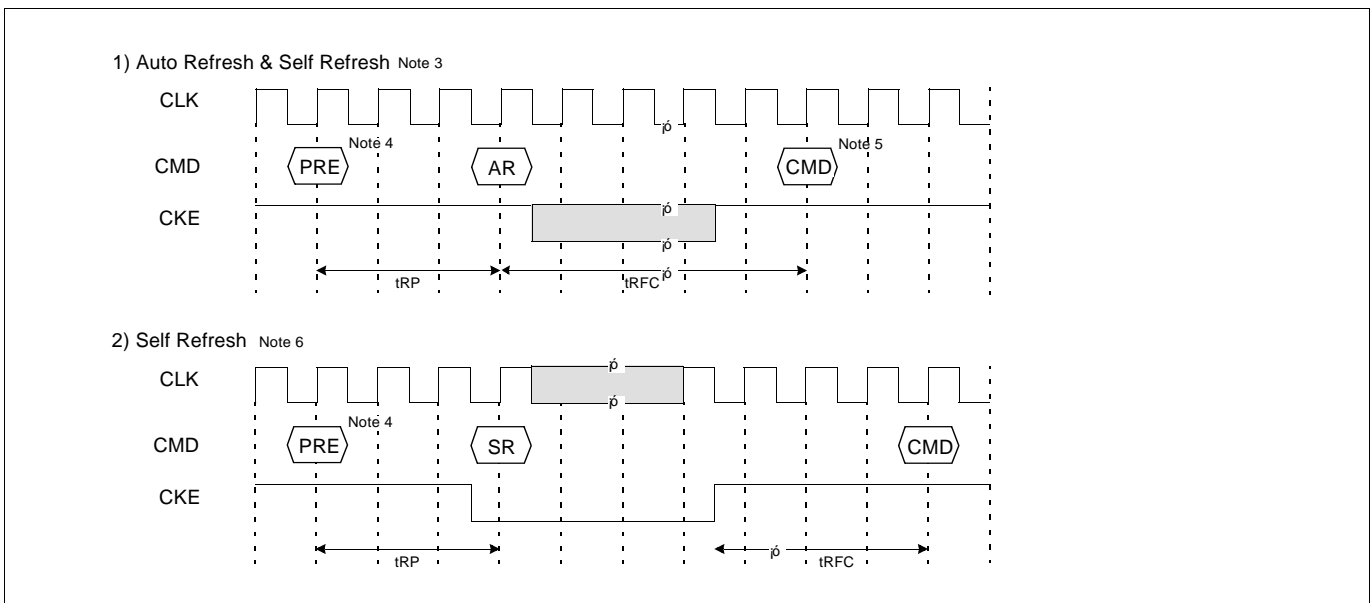 1) Auto Refresh & Self Refresh Note 3
CLK
¡ó
CMD
PRE
Note 4
AR
CMD
Note 5
CKE
¡ó
¡ó
tRP
tRFC
¡ó
2) Self Refresh Note 6
CLK
¡ó
¡ó
CMD
PRE
Note 4
SR
CMD
CKE
tRP
¡ó
tRFC